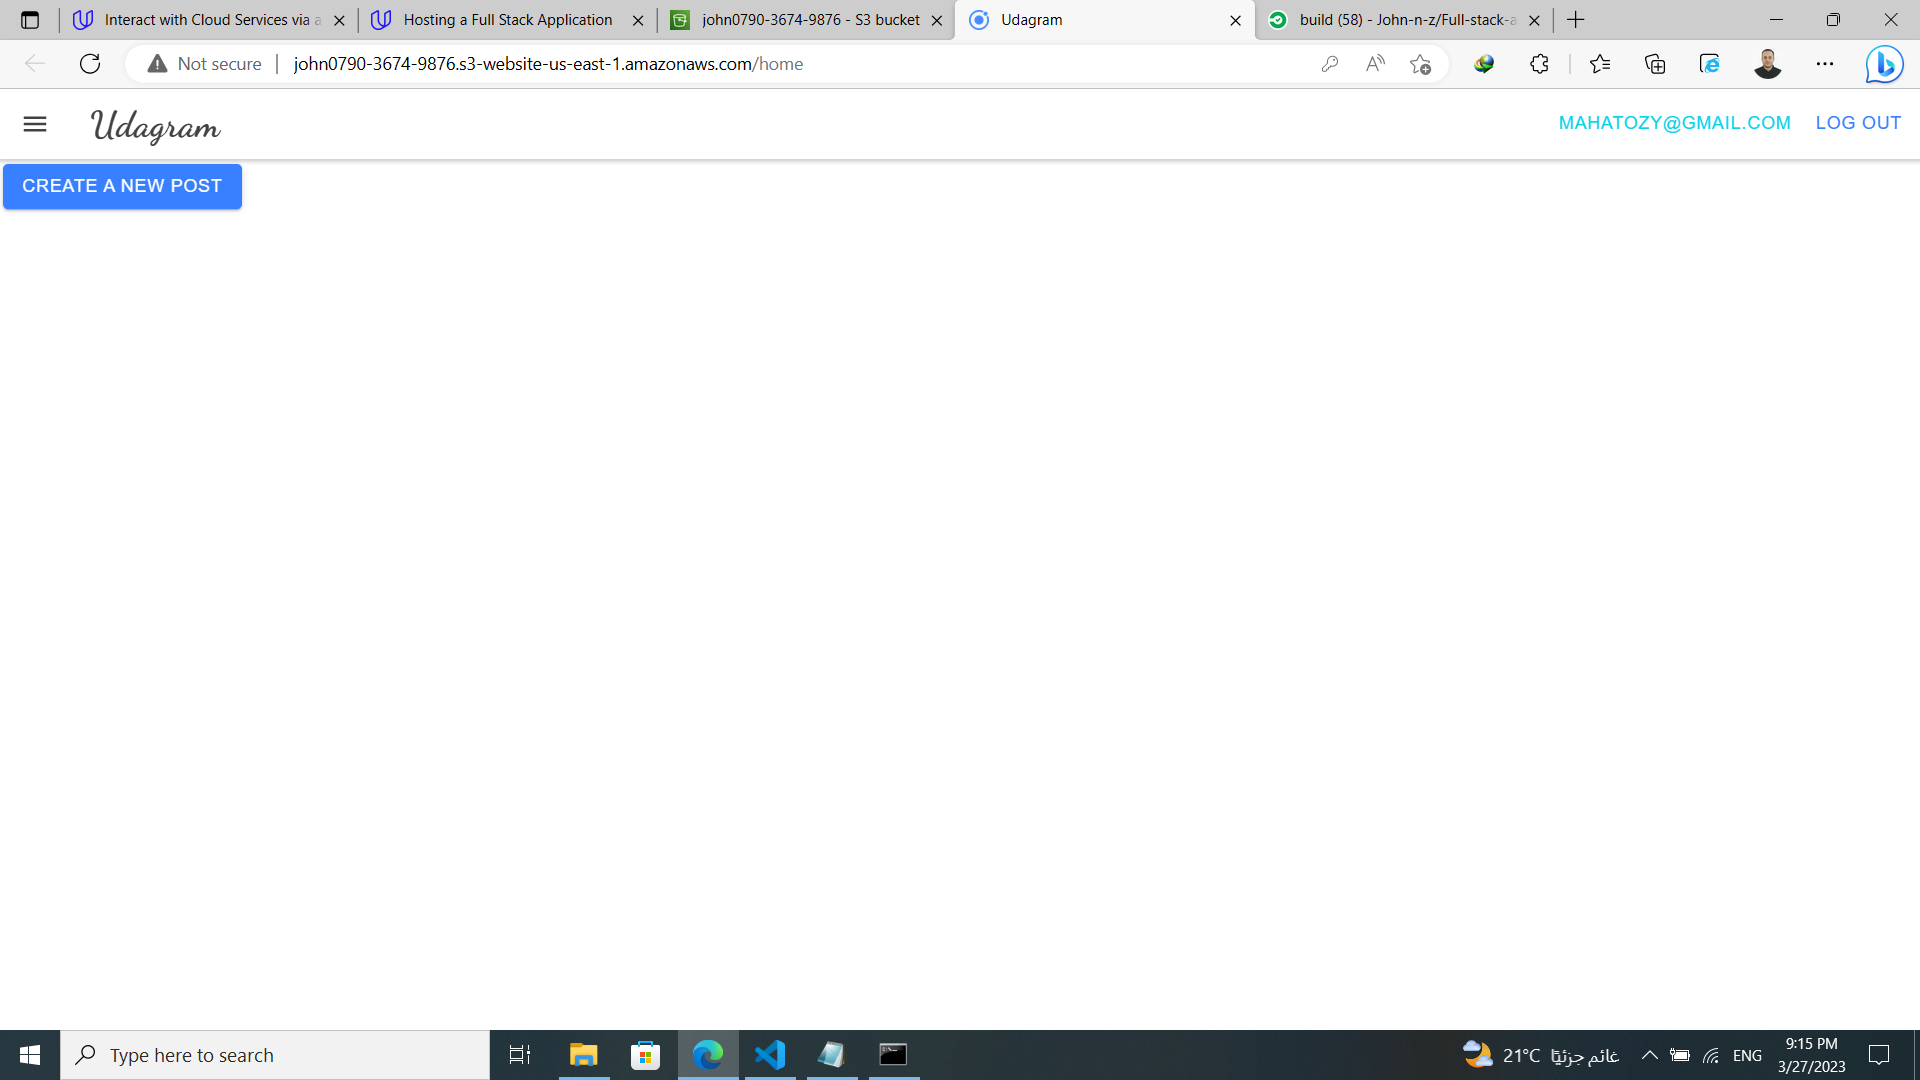 Interact with Cloud Services via a
Hosting a Full Stack Application
john0790-3674-9876 - S3 bucket
Udagram
build (58) - John-n-z/Full-stack-a
Not secure
john0790-3674-9876.s3-website-us-east-1.amazonaws.com/home
Udagram
MAHATOZY@GMAIL.COM
LOG OUT
CREATE A NEW POST
Type here to search
21°C غائم جزئيًا
ENG
9:15 PM
3/27/2023